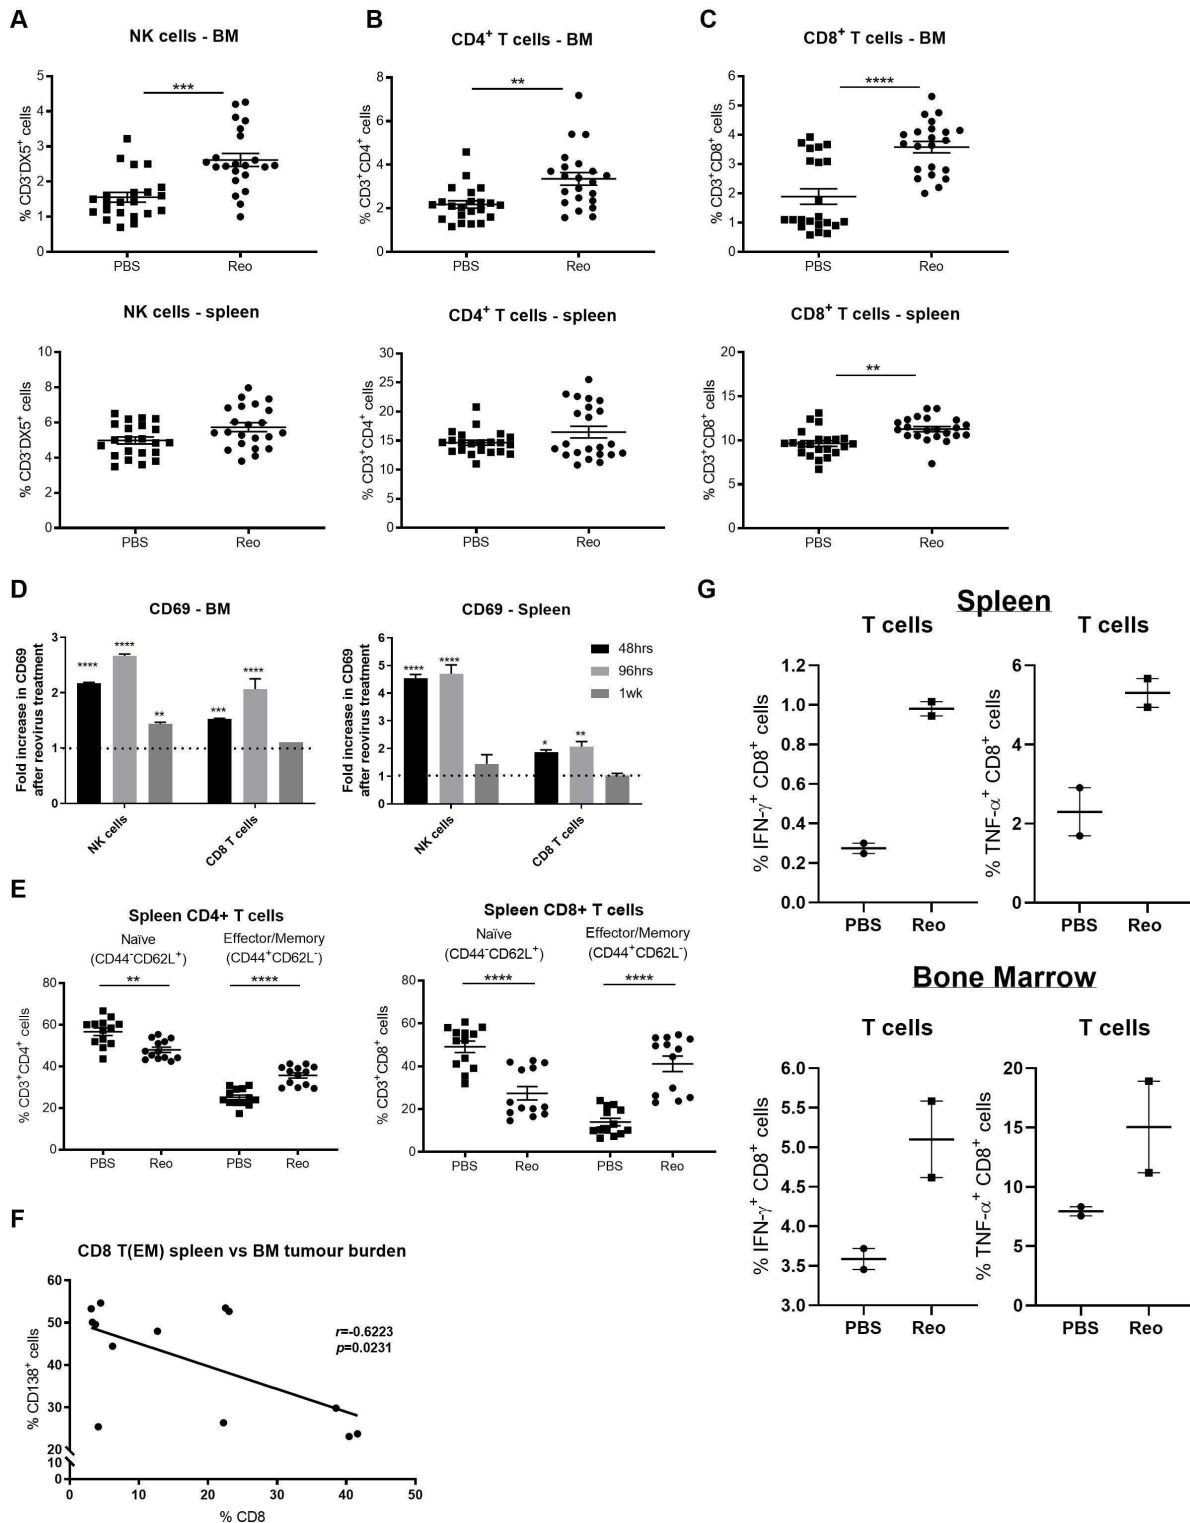 A
NK cells - BM
% CD3⁻DX5⁺ cells
5
4
3
2
1
0
***
PBS
Reo
NK cells - spleen
% CD3⁻DX5⁺ cells
10
8
6
4
2
0
PBS
Reo
B
CD4⁺ T cells - BM
% CD3⁺CD4⁺ cells
8
6
4
2
0
**
PBS
Reo
CD4⁺ T cells - spleen
% CD3⁺CD4⁺ cells
30
25
20
15
10
5
0
PBS
Reo
C
CD8⁺ T cells - BM
% CD3⁺CD8⁺ cells
6
5
4
3
2
1
0
****
PBS
Reo
CD8⁺ T cells - spleen
% CD3⁺CD8⁺ cells
20
15
10
5
0
**
PBS
Reo
D
CD69 - BM
Fold increase in CD69
after reovirus treatment
3
2
1
0
****
****
**
***
****
NK cells
CD8 T cells
CD69 - Spleen
Fold increase in CD69
after reovirus treatment
6
5
4
3
2
1
0
****
****
*
**
48hrs
96hrs
1wk
NK cells
CD8 T cells
E
Spleen CD4+ T cells
Naïve
(CD44⁻CD62L⁺)
Effector/Memory
(CD44⁺CD62L⁻)
**
****
% CD3⁺CD4⁺ cells
80
60
40
20
0
PBS
Reo
PBS
Reo
Spleen CD8+ T cells
Naïve
(CD44⁻CD62L⁺)
Effector/Memory
(CD44⁺CD62L⁻)
****
****
% CD3⁺CD8⁺ cells
80
60
40
20
0
PBS
Reo
PBS
Reo
F
CD8 T(EM) spleen vs BM tumour burden
% CD138⁺ cells
60
50
40
30
20
10
0
r=-0.6223
p=0.0231
0
10
20
30
40
50
% CD8
G
Spleen
T cells
% IFN-γ⁺ CD8⁺ cells
1.2
1.0
0.8
0.6
0.4
0.2
0.0
PBS
Reo
T cells
% TNF-α⁺ CD8⁺ cells
6
4
2
0
PBS
Reo
Bone Marrow
T cells
% IFN-γ⁺ CD8⁺ cells
6.0
5.5
5.0
4.5
4.0
3.5
3.0
PBS
Reo
T cells
% TNF-α⁺ CD8⁺ cells
20
15
10
5
0
PBS
Reo